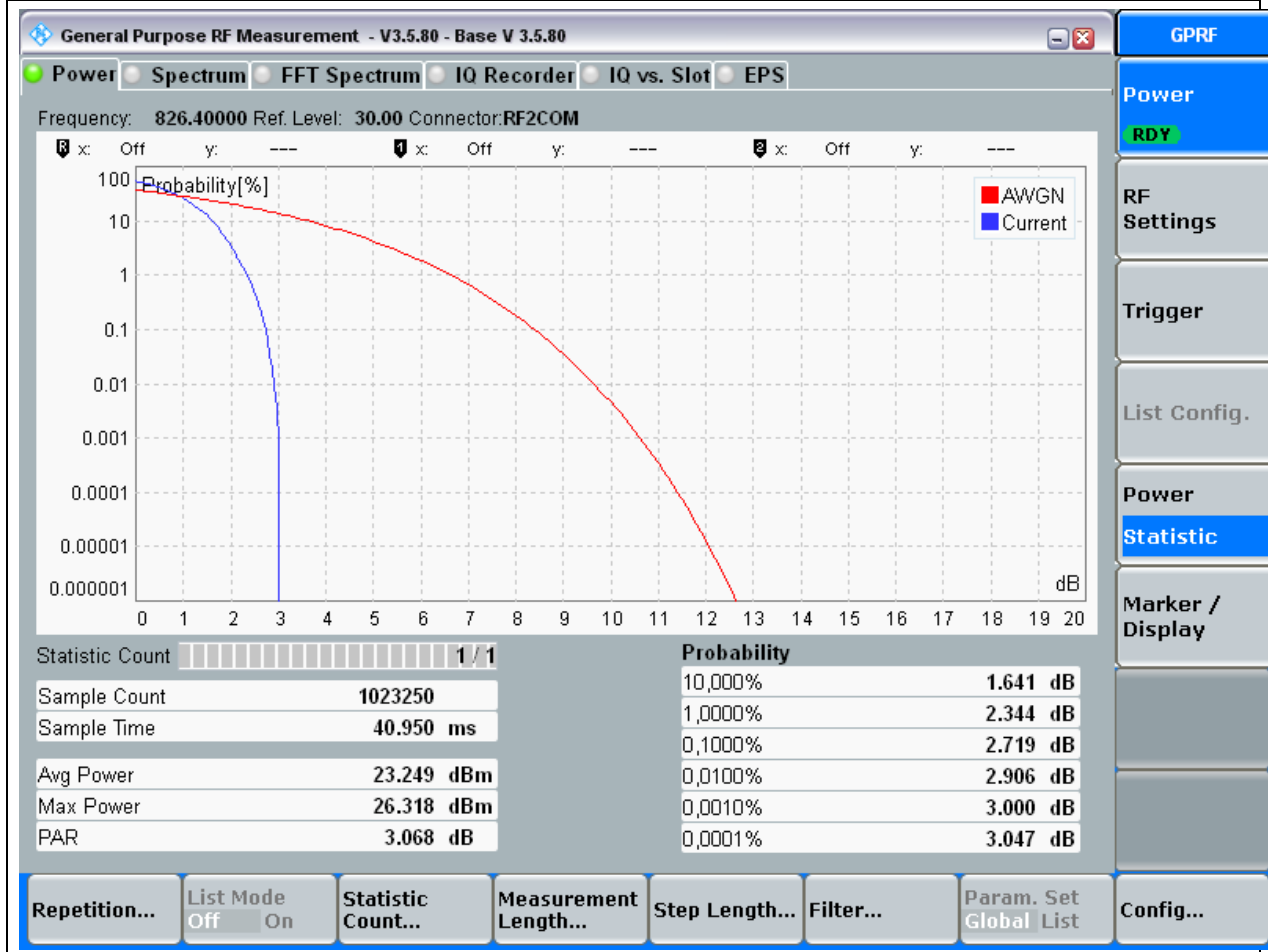 General Purpose RF Measurement - V3.5.80 - Base V 3.5.80
GPRF
Power Spectrum FFT Spectrum IQ Recorder IQ vs. Slot EPS
Frequency: 826.40000 Ref. Level: 30.00 Connector:RF2COM
R x: Off y: --- 1 x: Off y: --- 2 x: Off y: ---
Probability[%]
AWGN
Current
100
10
1
0.1
0.01
0.001
0.0001
0.00001
0.000001
dB
0 1 2 3 4 5 6 7 8 9 10 11 12 13 14 15 16 17 18 19 20
Statistic Count 1 / 1
Sample Count 1023250
Sample Time 40.950 ms
Avg Power 23.249 dBm
Max Power 26.318 dBm
PAR 3.068 dB
Probability
10,000% 1.641 dB
1,0000% 2.344 dB
0,1000% 2.719 dB
0,0100% 2.906 dB
0,0010% 3.000 dB
0,0001% 3.047 dB
Power
RDY
RF
Settings
Trigger
List Config.
Power
Statistic
Marker /
Display
Repetition...
List Mode
Off On
Statistic
Count...
Measurement
Length...
Step Length...
Filter...
Param. Set
Global List
Config...